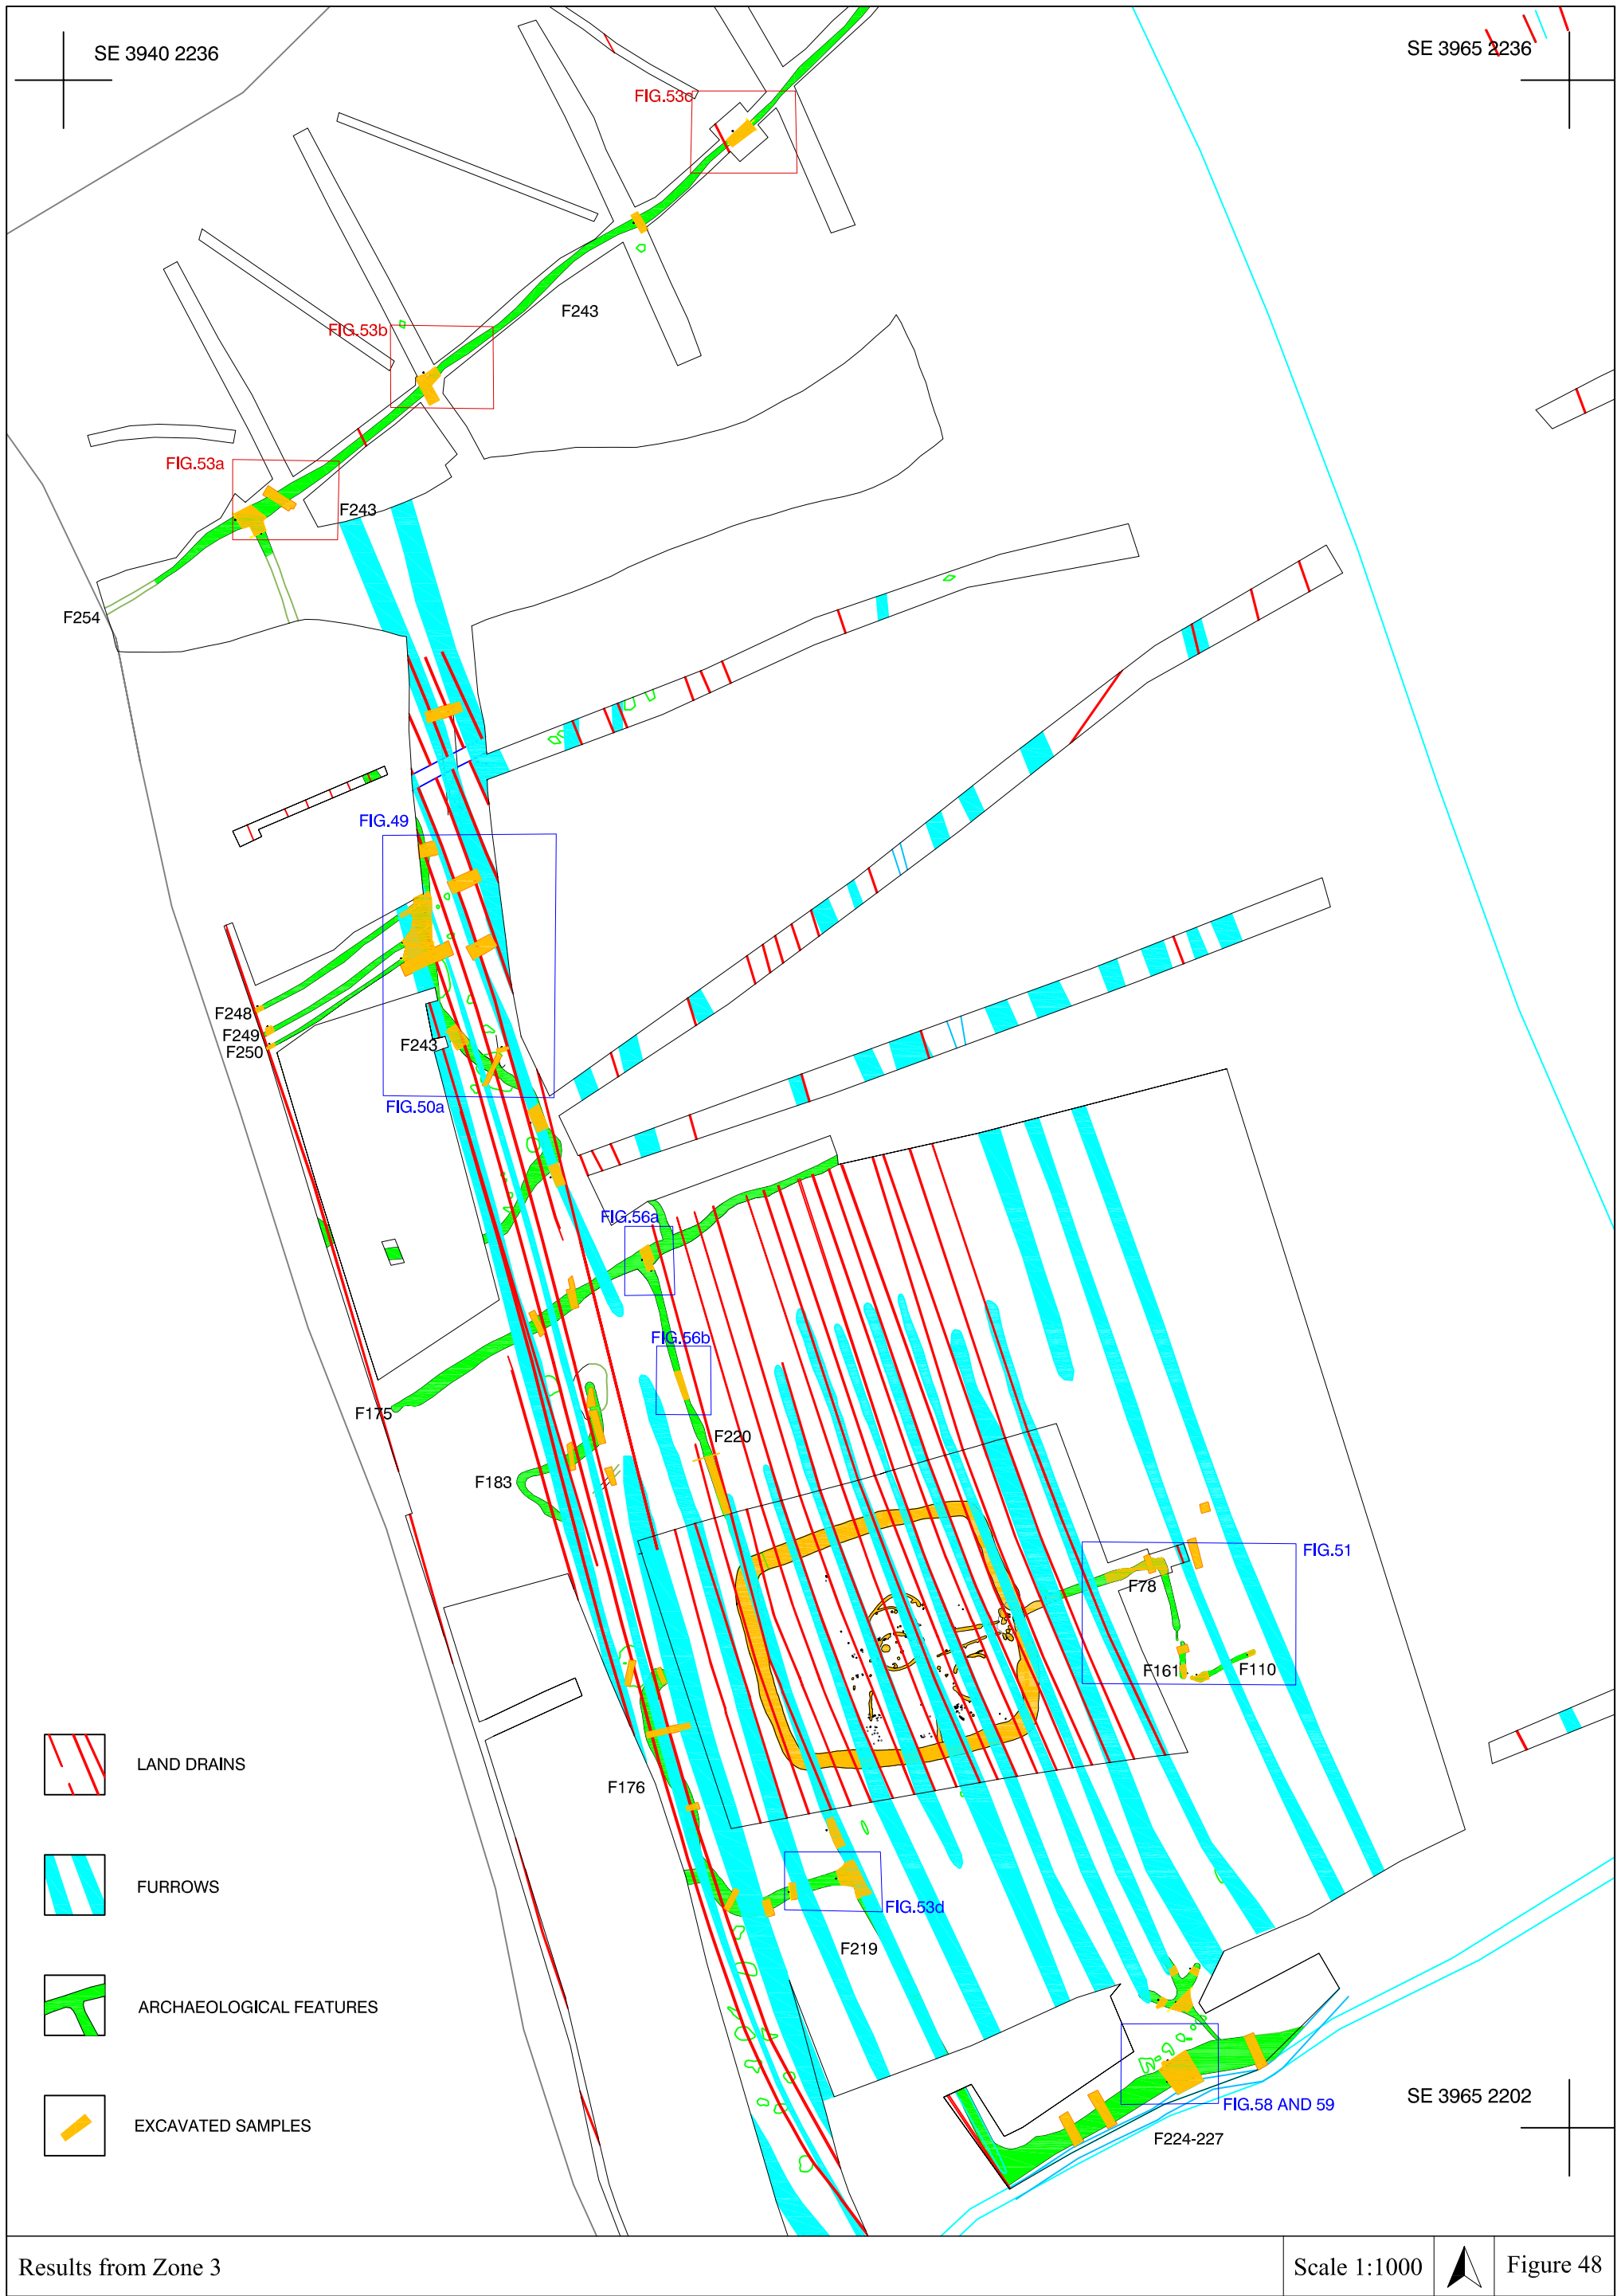 SE 3940 2236
SE 3965 2236
FIG.53c
F243
FIG.53b
FIG.53a
F243
F254
FIG.49
F248
F249
F250
F243
FIG.50a
FIG.56a
FIG.56b
F175
F220
F183
FIG.51
F78
F161
F110
F176
FIG.53d
F219
LAND DRAINS
FURROWS
ARCHAEOLOGICAL FEATURES
EXCAVATED SAMPLES
SE 3965 2202
FIG.58 AND 59
F224-227
Results from Zone 3
Scale 1:1000
Figure 48